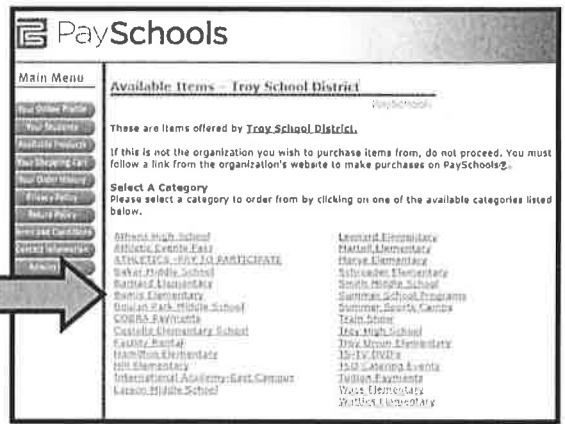 PaySchools
Main Menu
Your Online Profile
Your Students
Available Products
Your Shopping Cart
Your Order History
Privacy Policy
Return Policy
Terms and Conditions
Contact Information
Available Items - Troy School District
PaySchools
These are items offered by Troy School District.
If this is not the organization you wish to purchase items from, do not proceed. You must
follow a link from the organization's website to make purchases on PaySchools
Select A Category
Please select a category to order from by clicking on one of the available categories listed
below.
Athens High School
Athletic Events Pass
ATHLETICS -PAY TO PARTICIPATE
Baker Middle School
Barnard Elementary
Bemis Elementary
Boulan Park Middle School
COBRA Payments
Costello Elementary School
Facility Rental
Hamilton Elementary
Hill Elementary
International Academy-East Campus
Larson Middle School
Leonard Elementary
Martell Elementary
Morse Elementary
Schroeder Elementary
Smith Middle School
Summer School Programs
Summer Sports Camps
Train Show
Troy High School
Troy Union Elementary
TS-TV DVD's
TSD Catering Events
Tuition Payments
Wass Elementary
Wattles Elementary